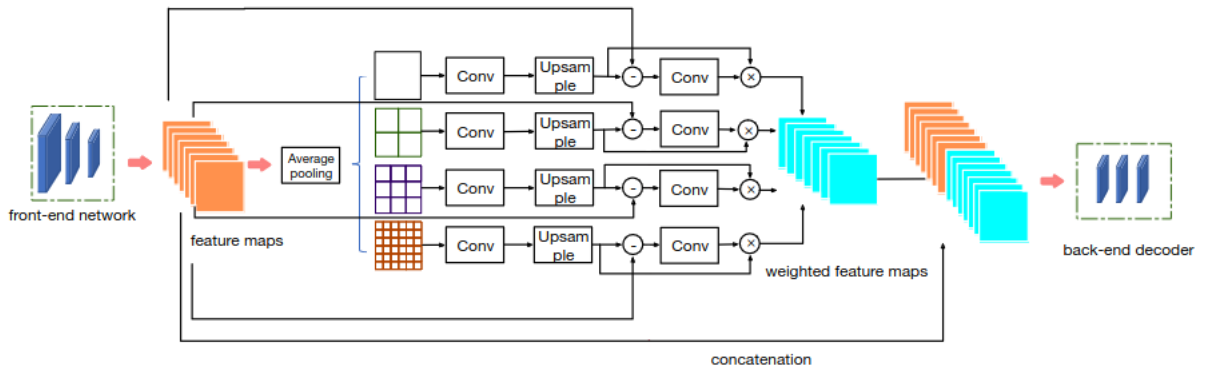 Conv
Upsam
ple
-
Conv
×
Conv
Upsam
ple
-
Conv
×
Average
pooling
Conv
Upsam
ple
-
Conv
×
front-end network
feature maps
Conv
Upsam
ple
-
Conv
×
weighted feature maps
back-end decoder
concatenation